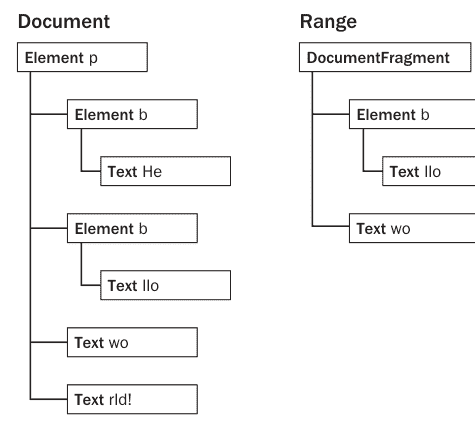 Document
Element p
Element b
Text He
Element b
Text llo
Text wo
Text rld!
Range
DocumentFragment
Element b
Text llo
Text wo